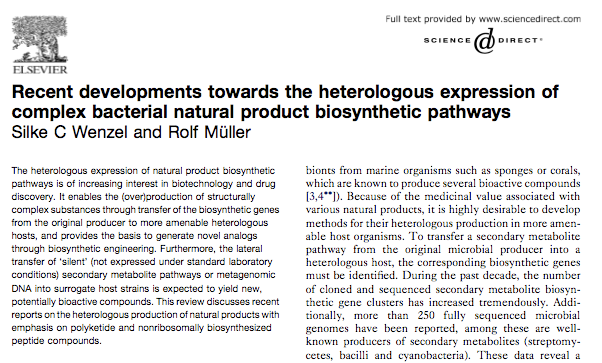 Full text provided by www.sciencedirect.com
SCIENCE d DIRECT®
ELSEVIER
Recent developments towards the heterologous expression of
complex bacterial natural product biosynthetic pathways
Silke C Wenzel and Rolf Müller
The heterologous expression of natural product biosynthetic
pathways is of increasing interest in biotechnology and drug
discovery. It enables the (over)production of structurally
complex substances through transfer of the biosynthetic genes
from the original producer to more amenable heterologous
hosts, and provides the basis to generate novel analogs
through biosynthetic engineering. Furthermore, the lateral
transfer of ‘silent’ (not expressed under standard laboratory
conditions) secondary metabolite pathways or metagenomic
DNA into surrogate host strains is expected to yield new,
potentially bioactive compounds. This review discusses recent
reports on the heterologous production of natural products with
emphasis on polyketide and nonribosomally biosynthesized
peptide compounds.
bionts from marine organisms such as sponges or corals,
which are known to produce several bioactive compounds
[3,4••]). Because of the medicinal value associated with
various natural products, it is highly desirable to develop
methods for their heterologous production in more amen-
able host organisms. To transfer a secondary metabolite
pathway from the original microbial producer into a
heterologous host, the corresponding biosynthetic genes
must be identified. During the past decade, the number
of cloned and sequenced secondary metabolite biosyn-
thetic gene clusters has increased tremendously. Addi-
tionally, more than 250 fully sequenced microbial
genomes have been reported, among these are well-
known producers of secondary metabolites (streptomy-
cetes, bacilli and cyanobacteria). These data reveal a